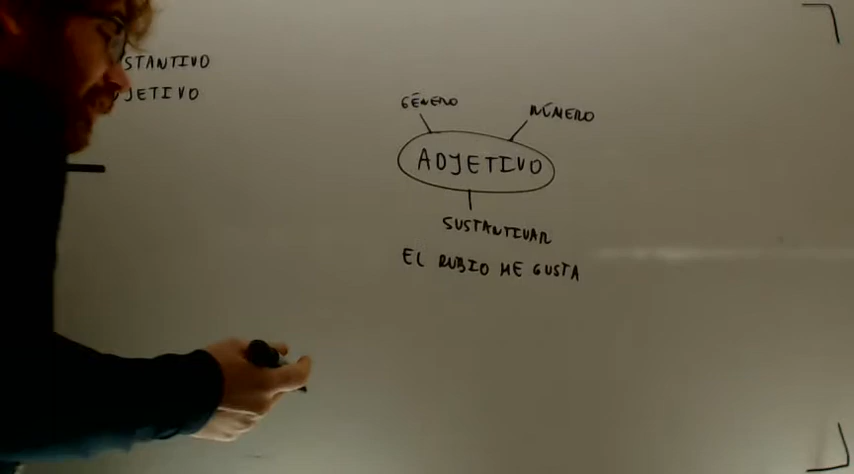 STANTIVO
JETIVO
GÉNERO
NÚMERO
ADJETIVO
SUSTANTIVAR
EL RUBIO ME GUSTA